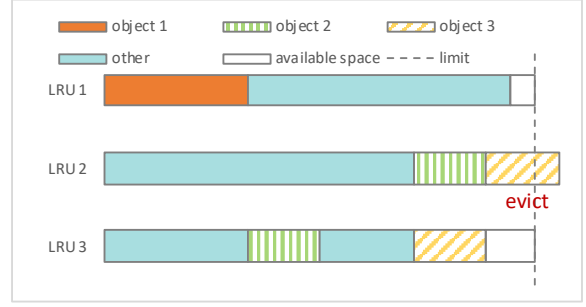 object 1 object 2 object 3
other available space limit
LRU 1
LRU 2
evict
LRU 3